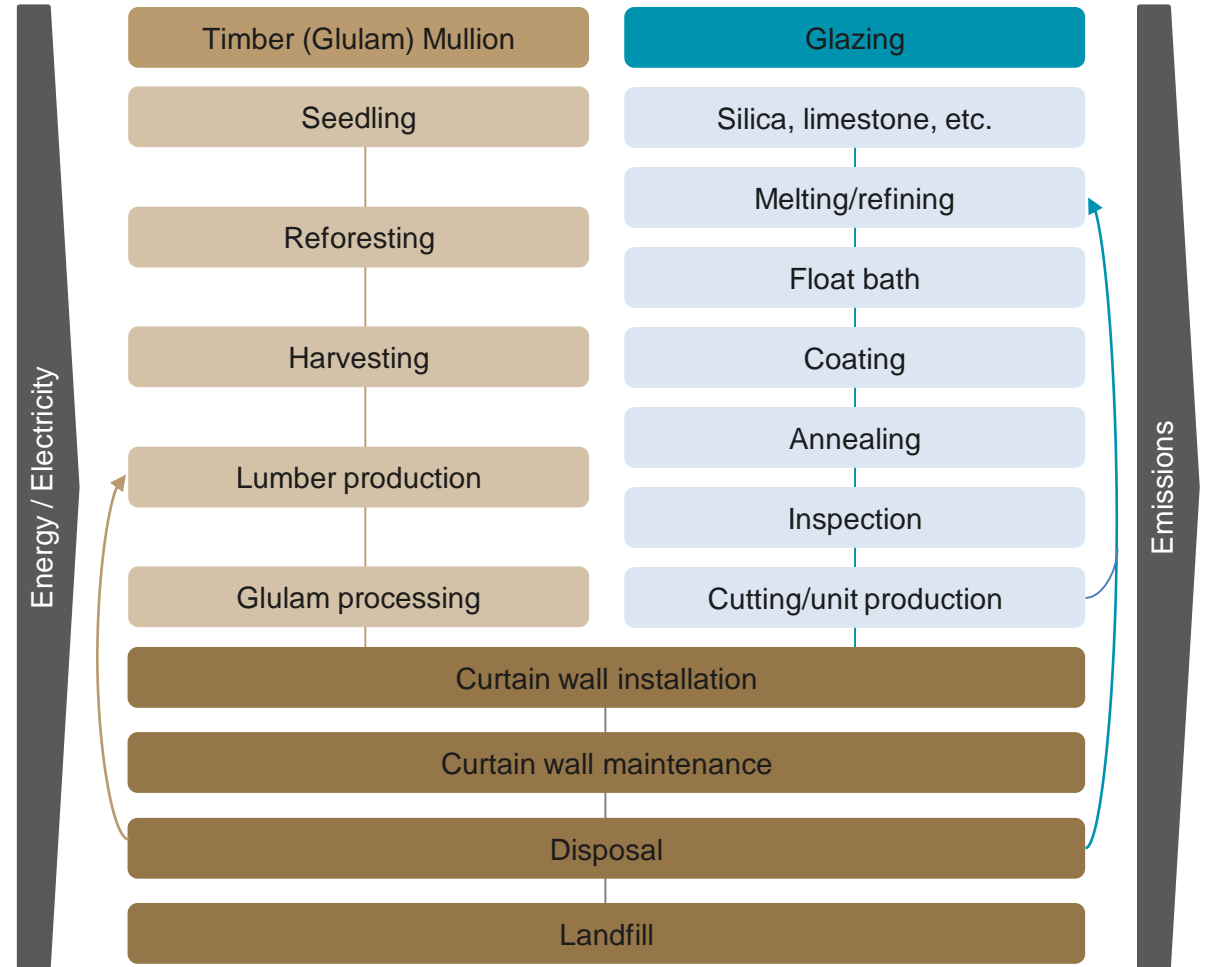 Timber (Glulam) Mullion
Glazing
Seedling
Silica, limestone, etc.
Melting/refining
Reforesting
Float bath
Harvesting
Coating
Annealing
Lumber production
Inspection
Glulam processing
Cutting/unit production
Curtain wall installation
Curtain wall maintenance
Disposal
Landfill
Energy / Electricity
Emissions